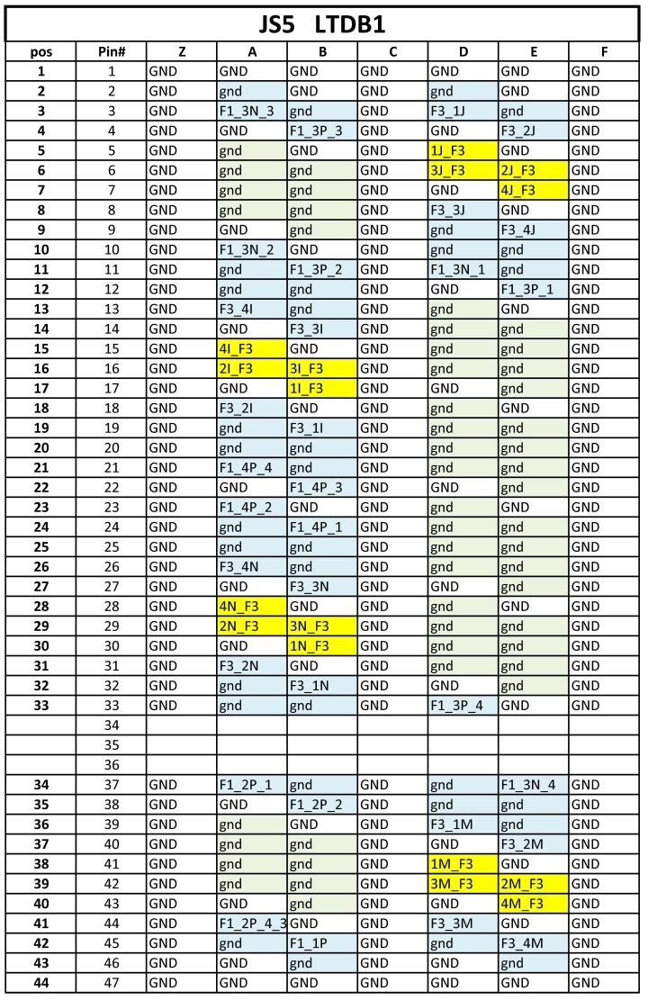 JS5 LTDB1
pos Pin# Z A B C D E F
1 1 GND GND GND GND GND GND GND
2 2 GND gnd GND GND gnd GND GND
3 3 GND F1_3N_3 gnd GND F3_1J gnd GND
4 4 GND GND F1_3P_3 GND GND F3_2J GND
5 5 GND gnd GND GND 1J_F3 GND GND
6 6 GND gnd gnd GND 3J_F3 2J_F3 GND
7 7 GND gnd gnd GND GND 4J_F3 GND
8 8 GND gnd gnd GND F3_3J GND GND
9 9 GND GND gnd GND gnd F3_4J GND
10 10 GND F1_3N_2 GND GND gnd gnd GND
11 11 GND gnd F1_3P_2 GND F1_3N_1 gnd GND
12 12 GND gnd gnd GND GND F1_3P_1 GND
13 13 GND F3_4I gnd GND gnd GND GND
14 14 GND GND F3_3I GND gnd gnd GND
15 15 GND 4I_F3 GND GND gnd gnd GND
16 16 GND 2I_F3 3I_F3 GND gnd gnd GND
17 17 GND GND 1I_F3 GND GND gnd GND
18 18 GND F3_2I GND GND gnd GND GND
19 19 GND gnd F3_1I GND gnd gnd GND
20 20 GND gnd gnd GND gnd gnd GND
21 21 GND F1_4P_4 gnd GND gnd gnd GND
22 22 GND GND F1_4P_3 GND GND gnd GND
23 23 GND F1_4P_2 GND GND gnd GND GND
24 24 GND gnd F1_4P_1 GND gnd gnd GND
25 25 GND gnd gnd GND gnd gnd GND
26 26 GND F3_4N gnd GND gnd gnd GND
27 27 GND GND F3_3N GND GND gnd GND
28 28 GND 4N_F3 GND GND gnd GND GND
29 29 GND 2N_F3 3N_F3 GND gnd gnd GND
30 30 GND GND 1N_F3 GND gnd gnd GND
31 31 GND F3_2N GND GND gnd gnd GND
32 32 GND gnd F3_1N GND GND gnd GND
33 33 GND gnd gnd GND F1_3P_4 GND GND
34
35
36
34 37 GND F1_2P_1 gnd GND gnd F1_3N_4 GND
35 38 GND GND F1_2P_2 GND gnd gnd GND
36 39 GND gnd GND GND F3_1M gnd GND
37 40 GND gnd gnd GND GND F3_2M GND
38 41 GND gnd gnd GND 1M_F3 GND GND
39 42 GND gnd gnd GND 3M_F3 2M_F3 GND
40 43 GND GND gnd GND GND 4M_F3 GND
41 44 GND F1_2P_4_3 GND GND F3_3M GND GND
42 45 GND gnd F1_1P GND gnd F3_4M GND
43 46 GND GND gnd GND GND gnd GND
44 47 GND GND GND GND GND GND GND